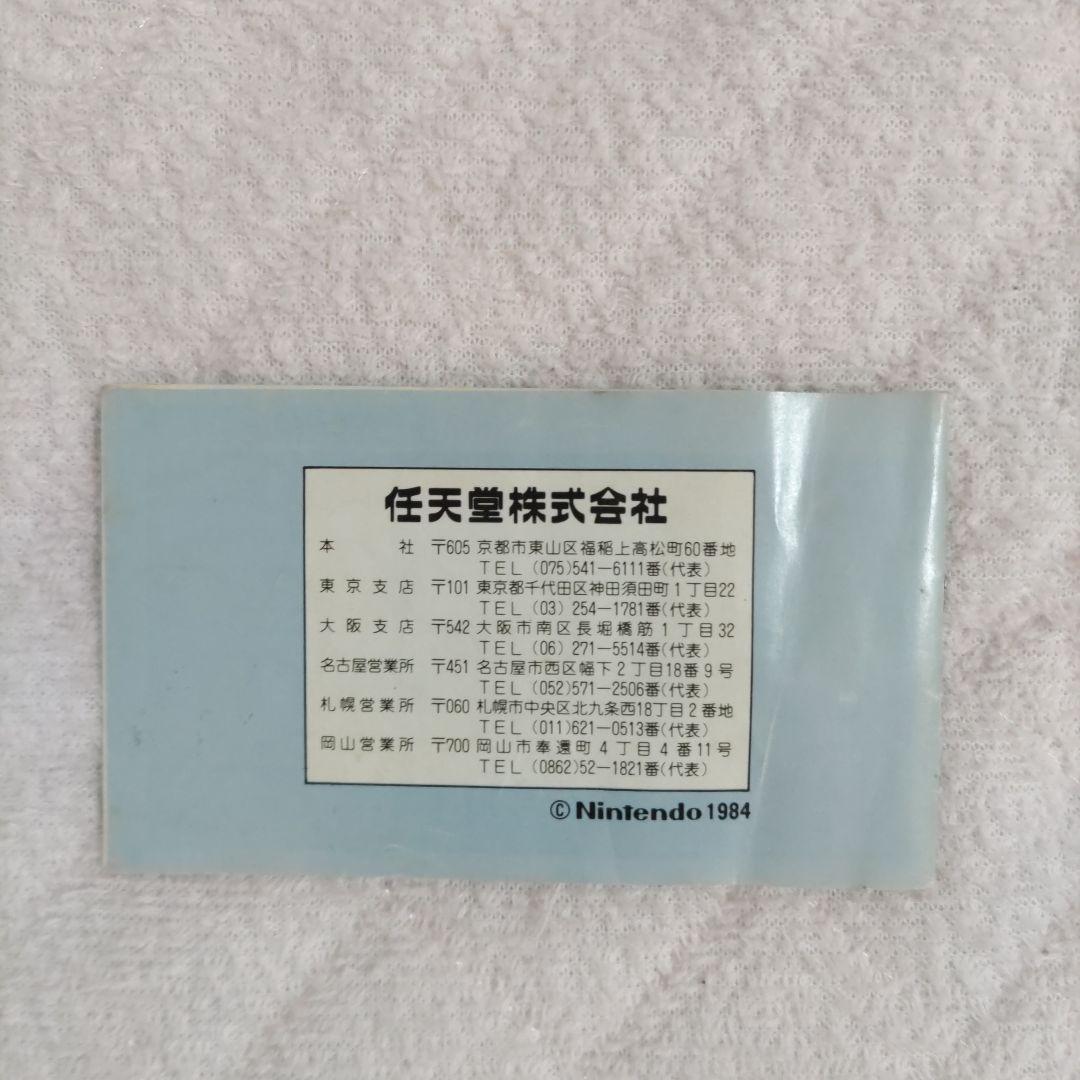 任天堂株式会社
本社 〒605 京都市東山区福稲上高松町60番地
TEL (075)541-6111番(代表)
東京支店 〒101 東京都千代田区神田須田町1丁目22
TEL (03) 254-1781番(代表)
大阪支店 〒542 大阪市南区長堀橋筋1丁目32
TEL (06) 271-5514番(代表)
名古屋営業所 〒451 名古屋市西区幅下2丁目18番9号
TEL (052)571-2506番(代表)
札幌営業所 〒060 札幌市中央区北九条西18丁目2番地
TEL (011)621-0513番(代表)
岡山営業所 〒700 岡山市奉還町4丁目4番11号
TEL (0862)52-1821番(代表)
©Nintendo 1984